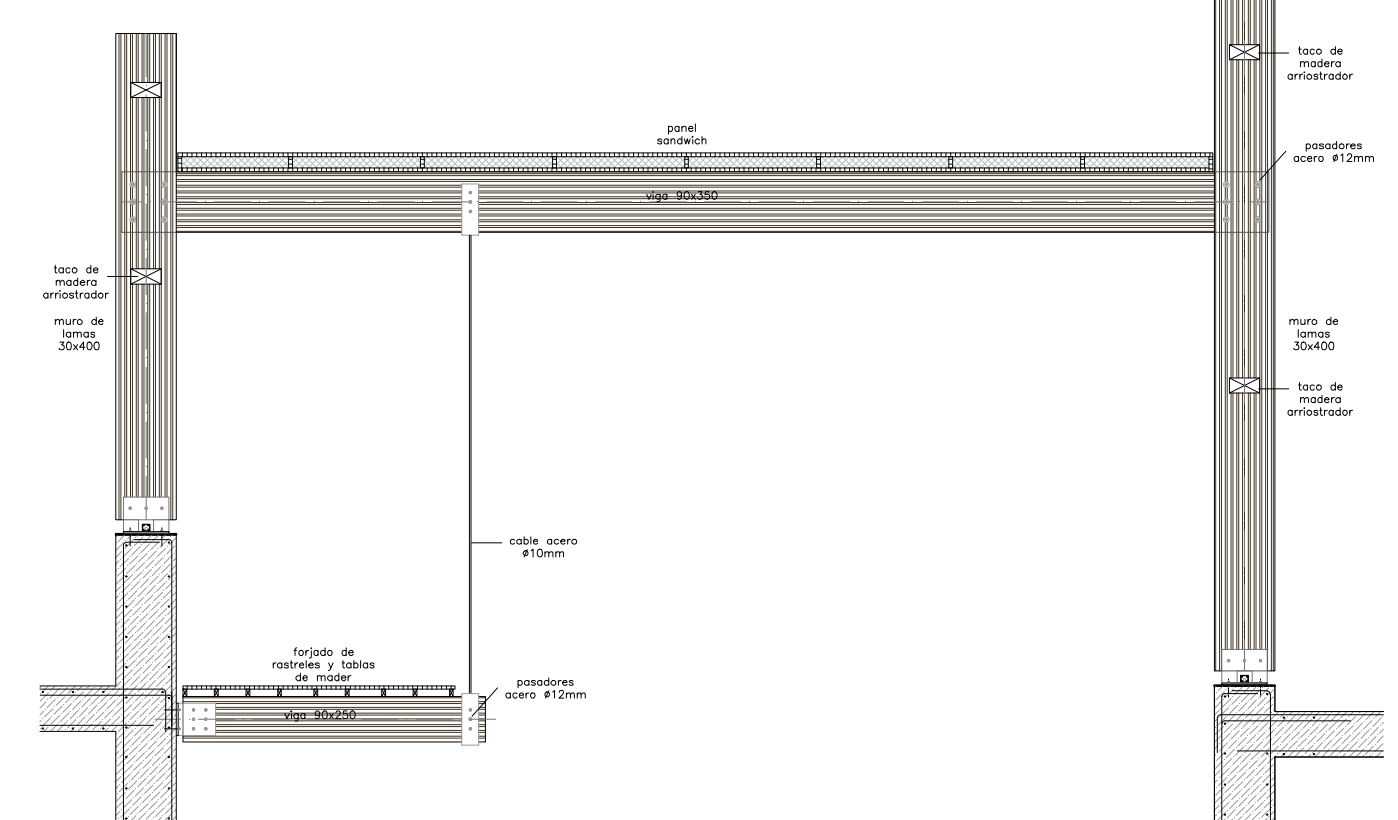 taco de
madera
arriostrador
panel
sandwich
pasadores
acero ø12mm
viga 90x350
taco de
madera
arriostrador
muro de
lamas
30x400
muro de
lamas
30x400
taco de
madera
arriostrador
cable acero
ø10mm
forjado de
rastreles y tablas
de mader
pasadores
acero ø12mm
viga 90x250